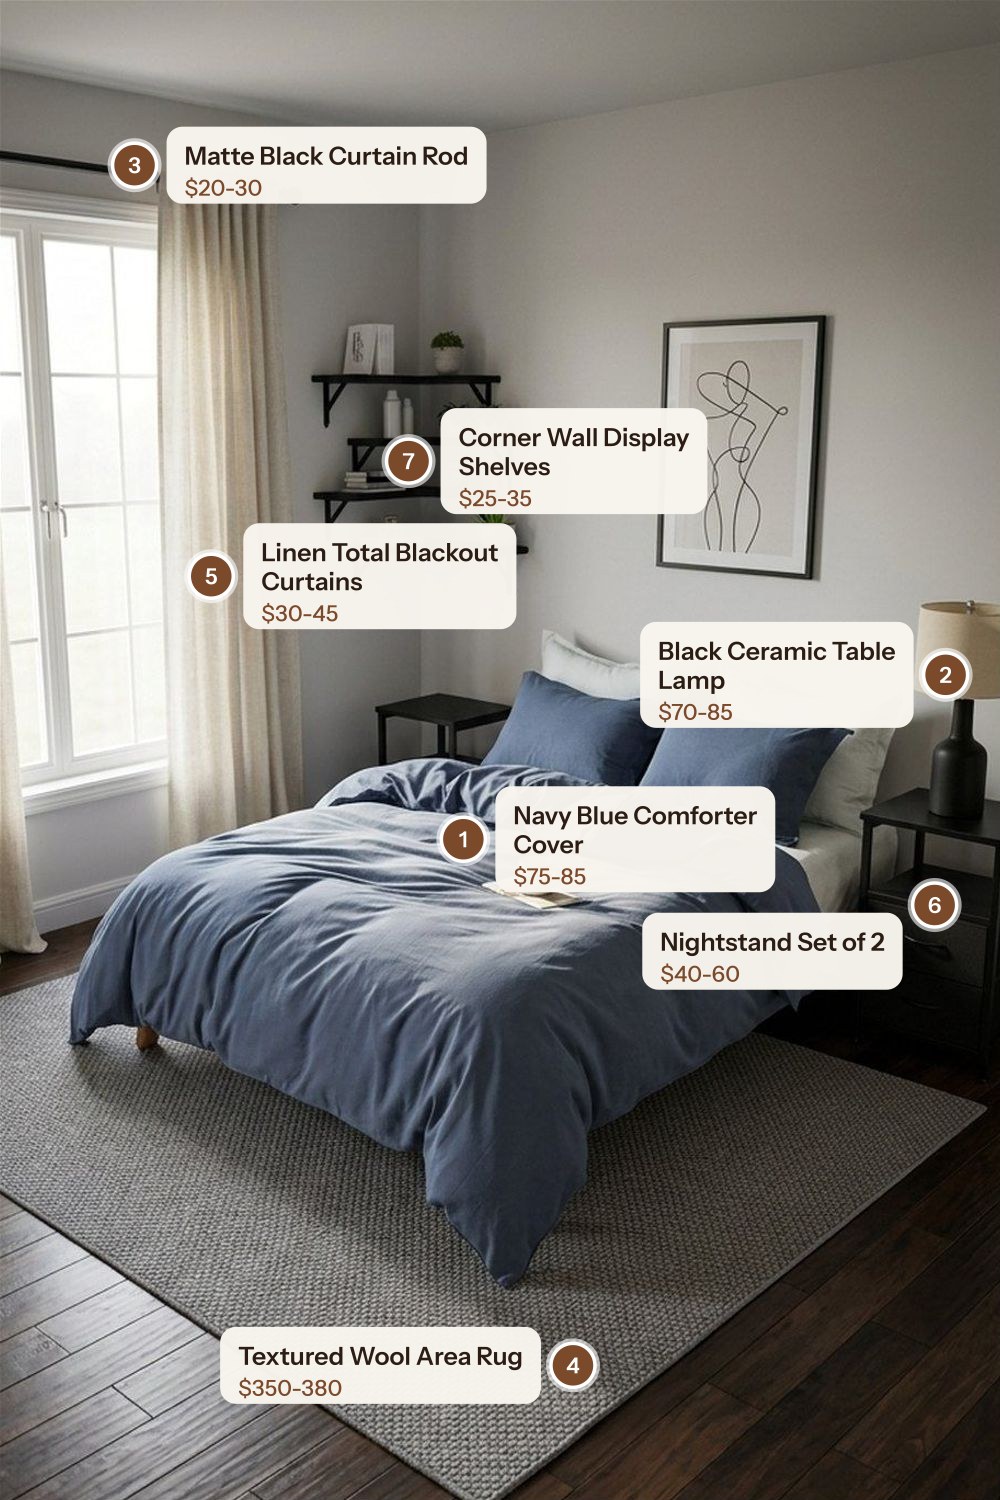 3
Matte Black Curtain Rod
$20-30
7
Corner Wall Display
Shelves
$25-35
5
Linen Total Blackout
Curtains
$30-45
Black Ceramic Table
Lamp
$70-85
2
1
Navy Blue Comforter
Cover
$75-85
6
Nightstand Set of 2
$40-60
Textured Wool Area Rug
$350-380
4